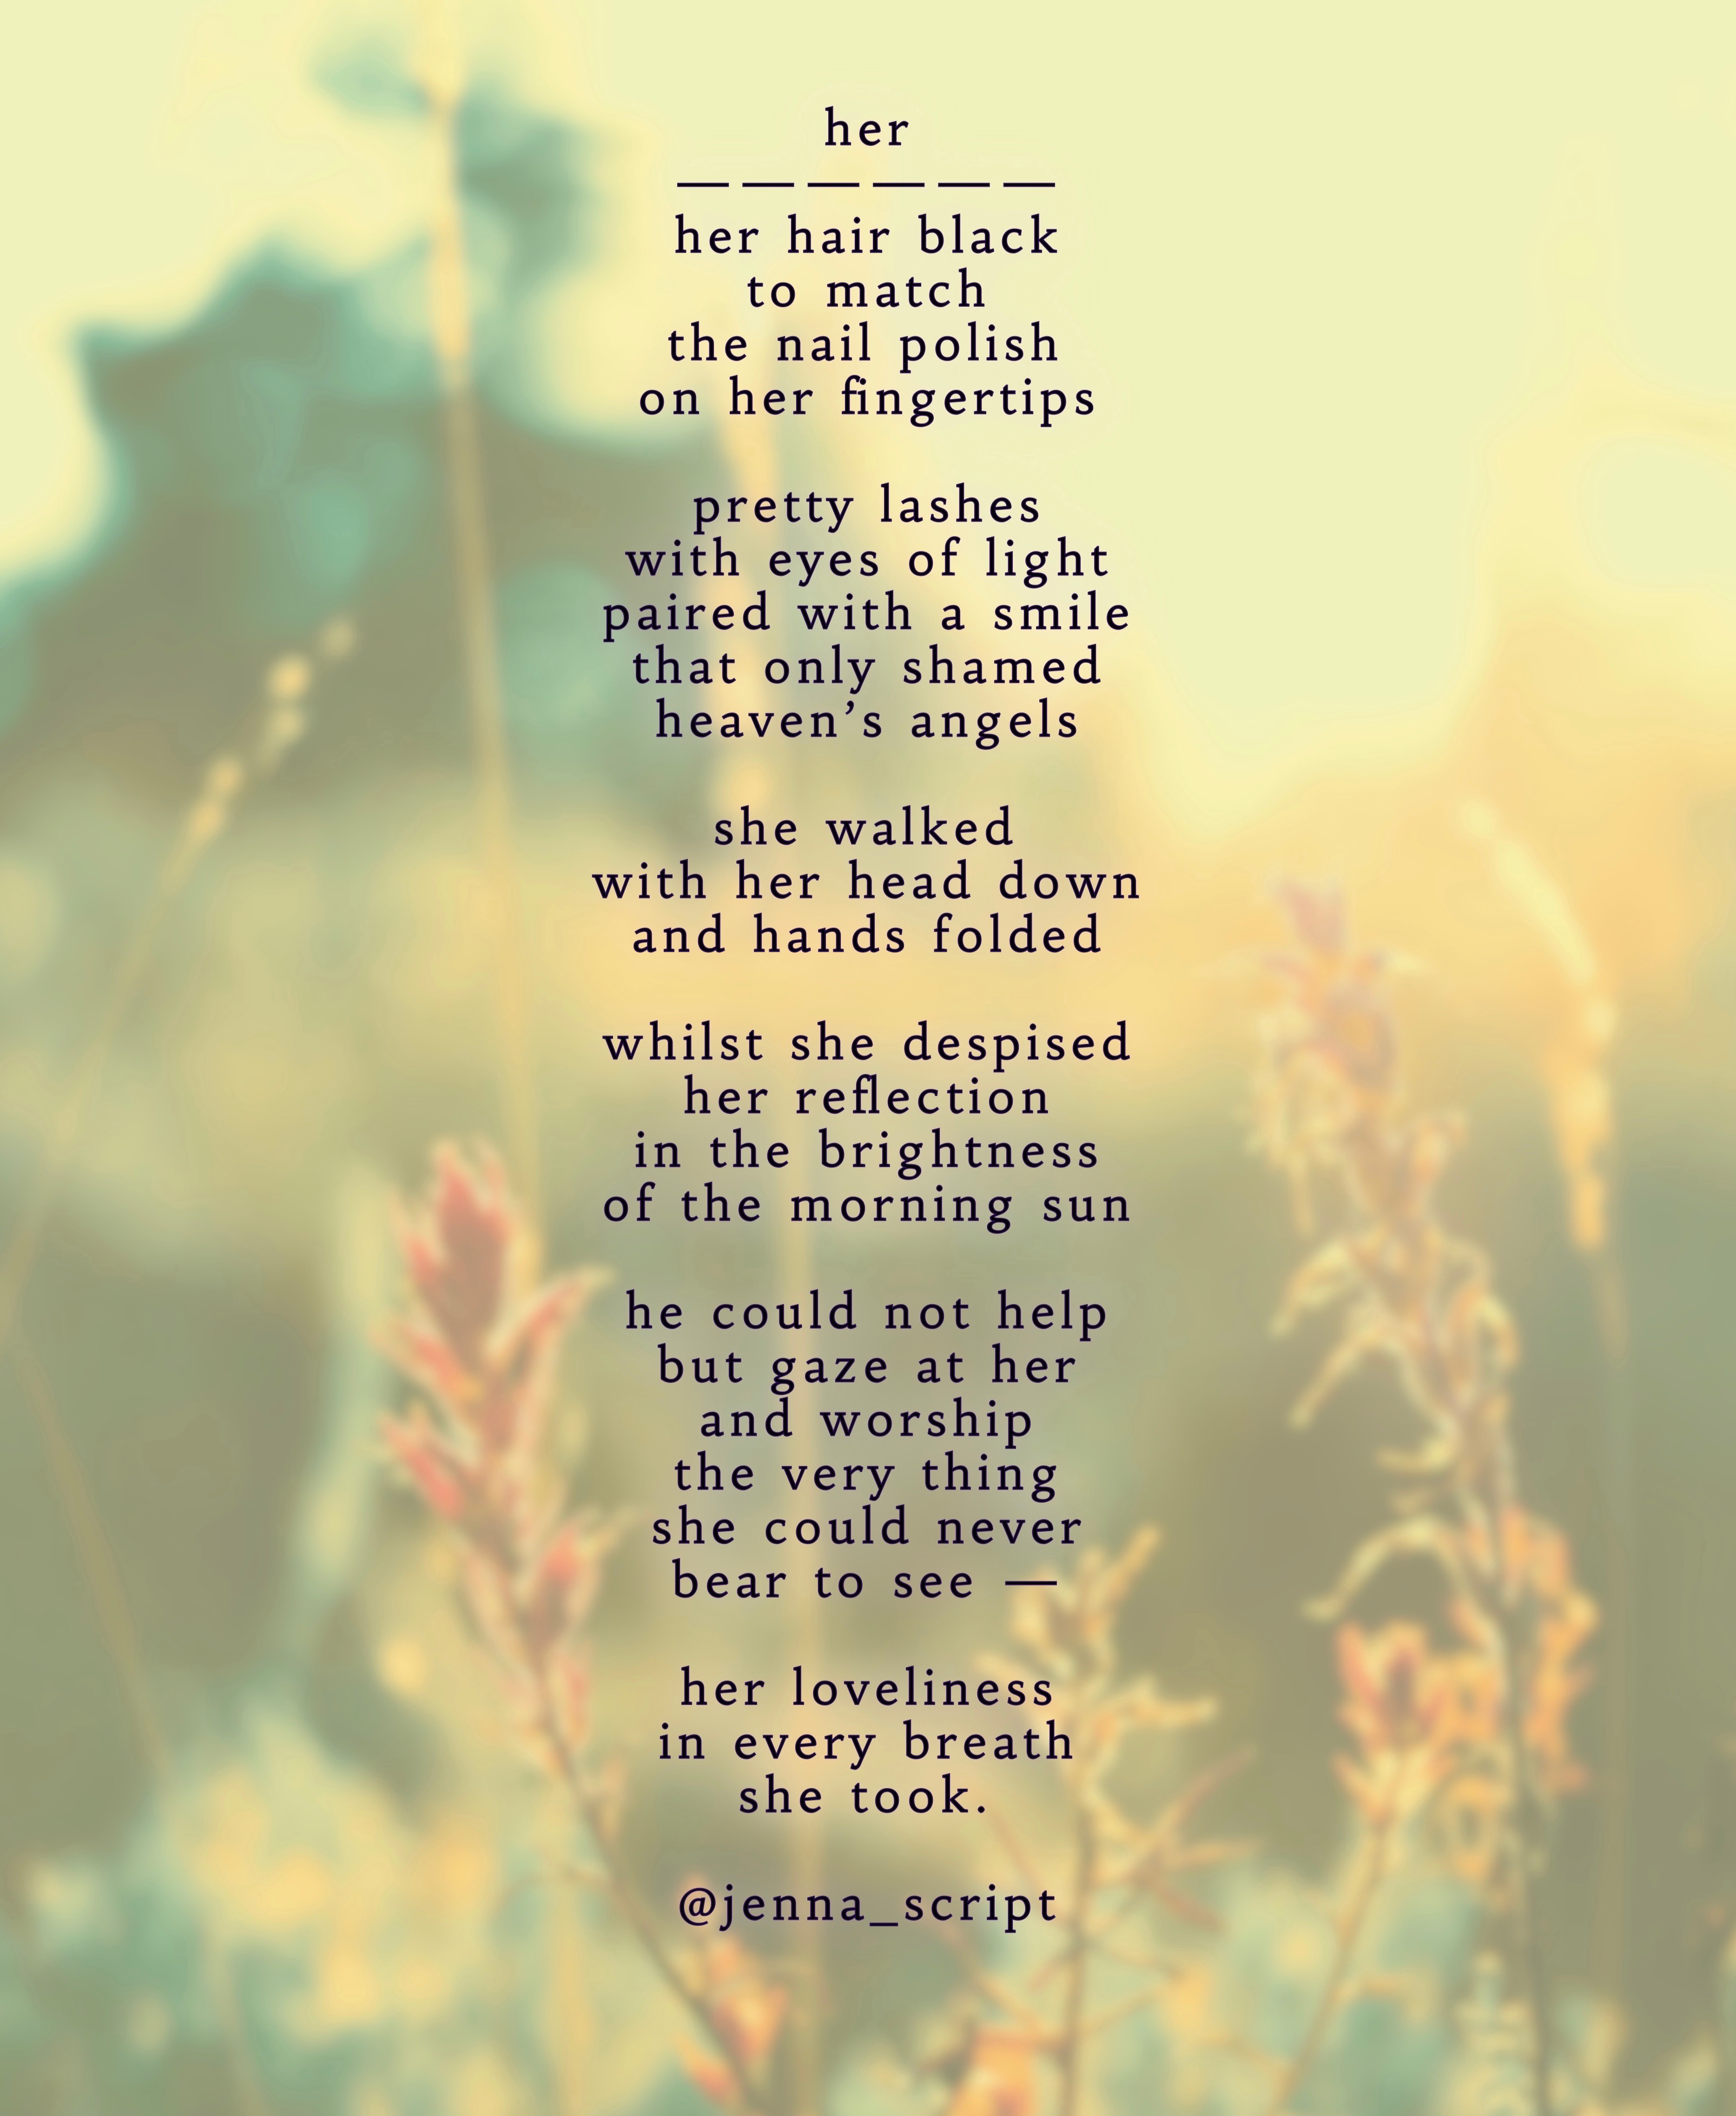 her
— — — — — —
her hair black
to match
the nail polish
on her fingertips
pretty lashes
with eyes of light
paired with a smile
that only shamed
heaven’s angels
she walked
with her head down
and hands folded
whilst she despised
her reflection
in the brightness
of the morning sun
he could not help
but gaze at her
and worship
the very thing
she could never
bear to see —
her loveliness
in every breath
she took.
@jenna_script